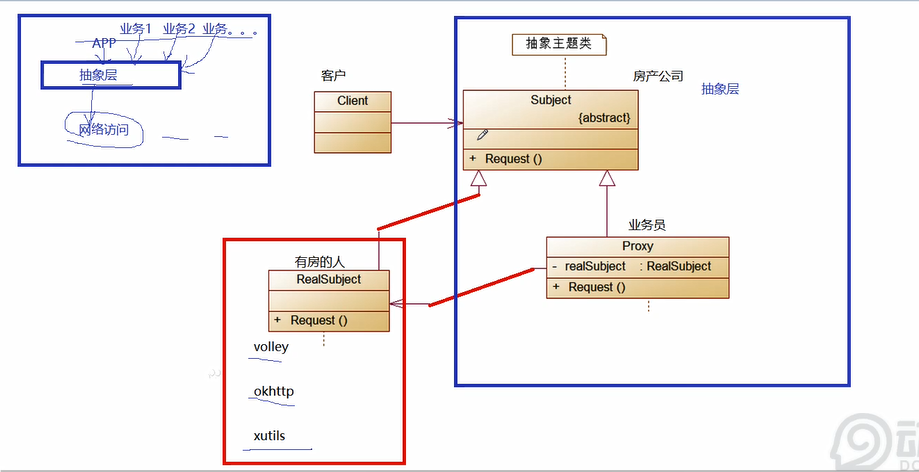 业务1 业务2 业务。。。
APP
抽象层
网络访问
抽象主题类
客户
房产公司
抽象层
Client
Subject
{abstract}
+ Request ()
业务员
Proxy
- realSubject : RealSubject
+ Request ()
有房的人
RealSubject
+ Request ()
volley
okhttp
xutils